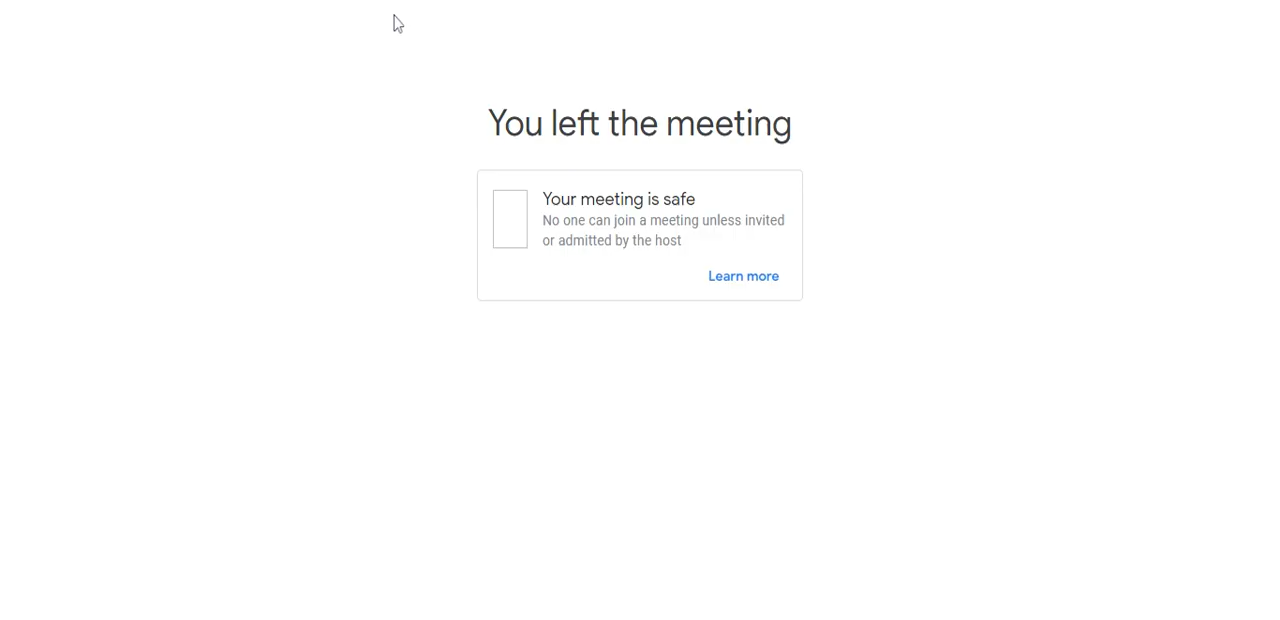 You left the meeting
Your meeting is safe
No one can join a meeting unless invited
or admitted by the host
Learn more